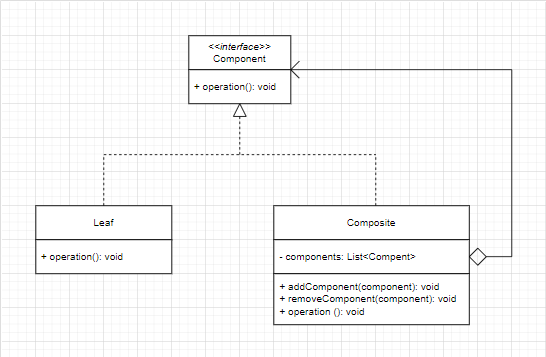 <<interface>>
Component
+ operation(): void
Leaf
+ operation(): void
Composite
- components: List<Compent>
+ addComponent(component): void
+ removeComponent(component): void
+ operation (): void